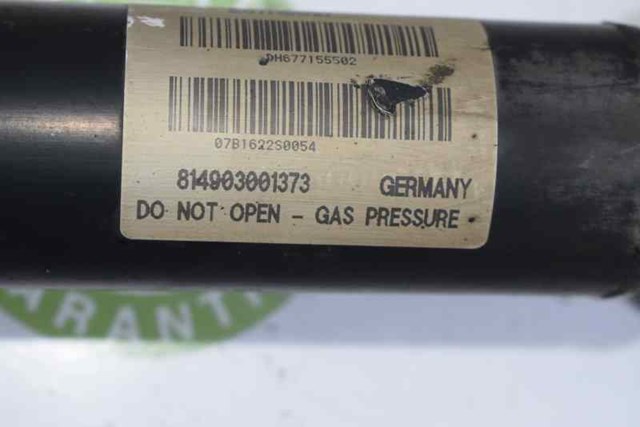 DH677155502
07B1622S0054
814903001373 GERMANY
DO NOT OPEN - GAS PRESSURE